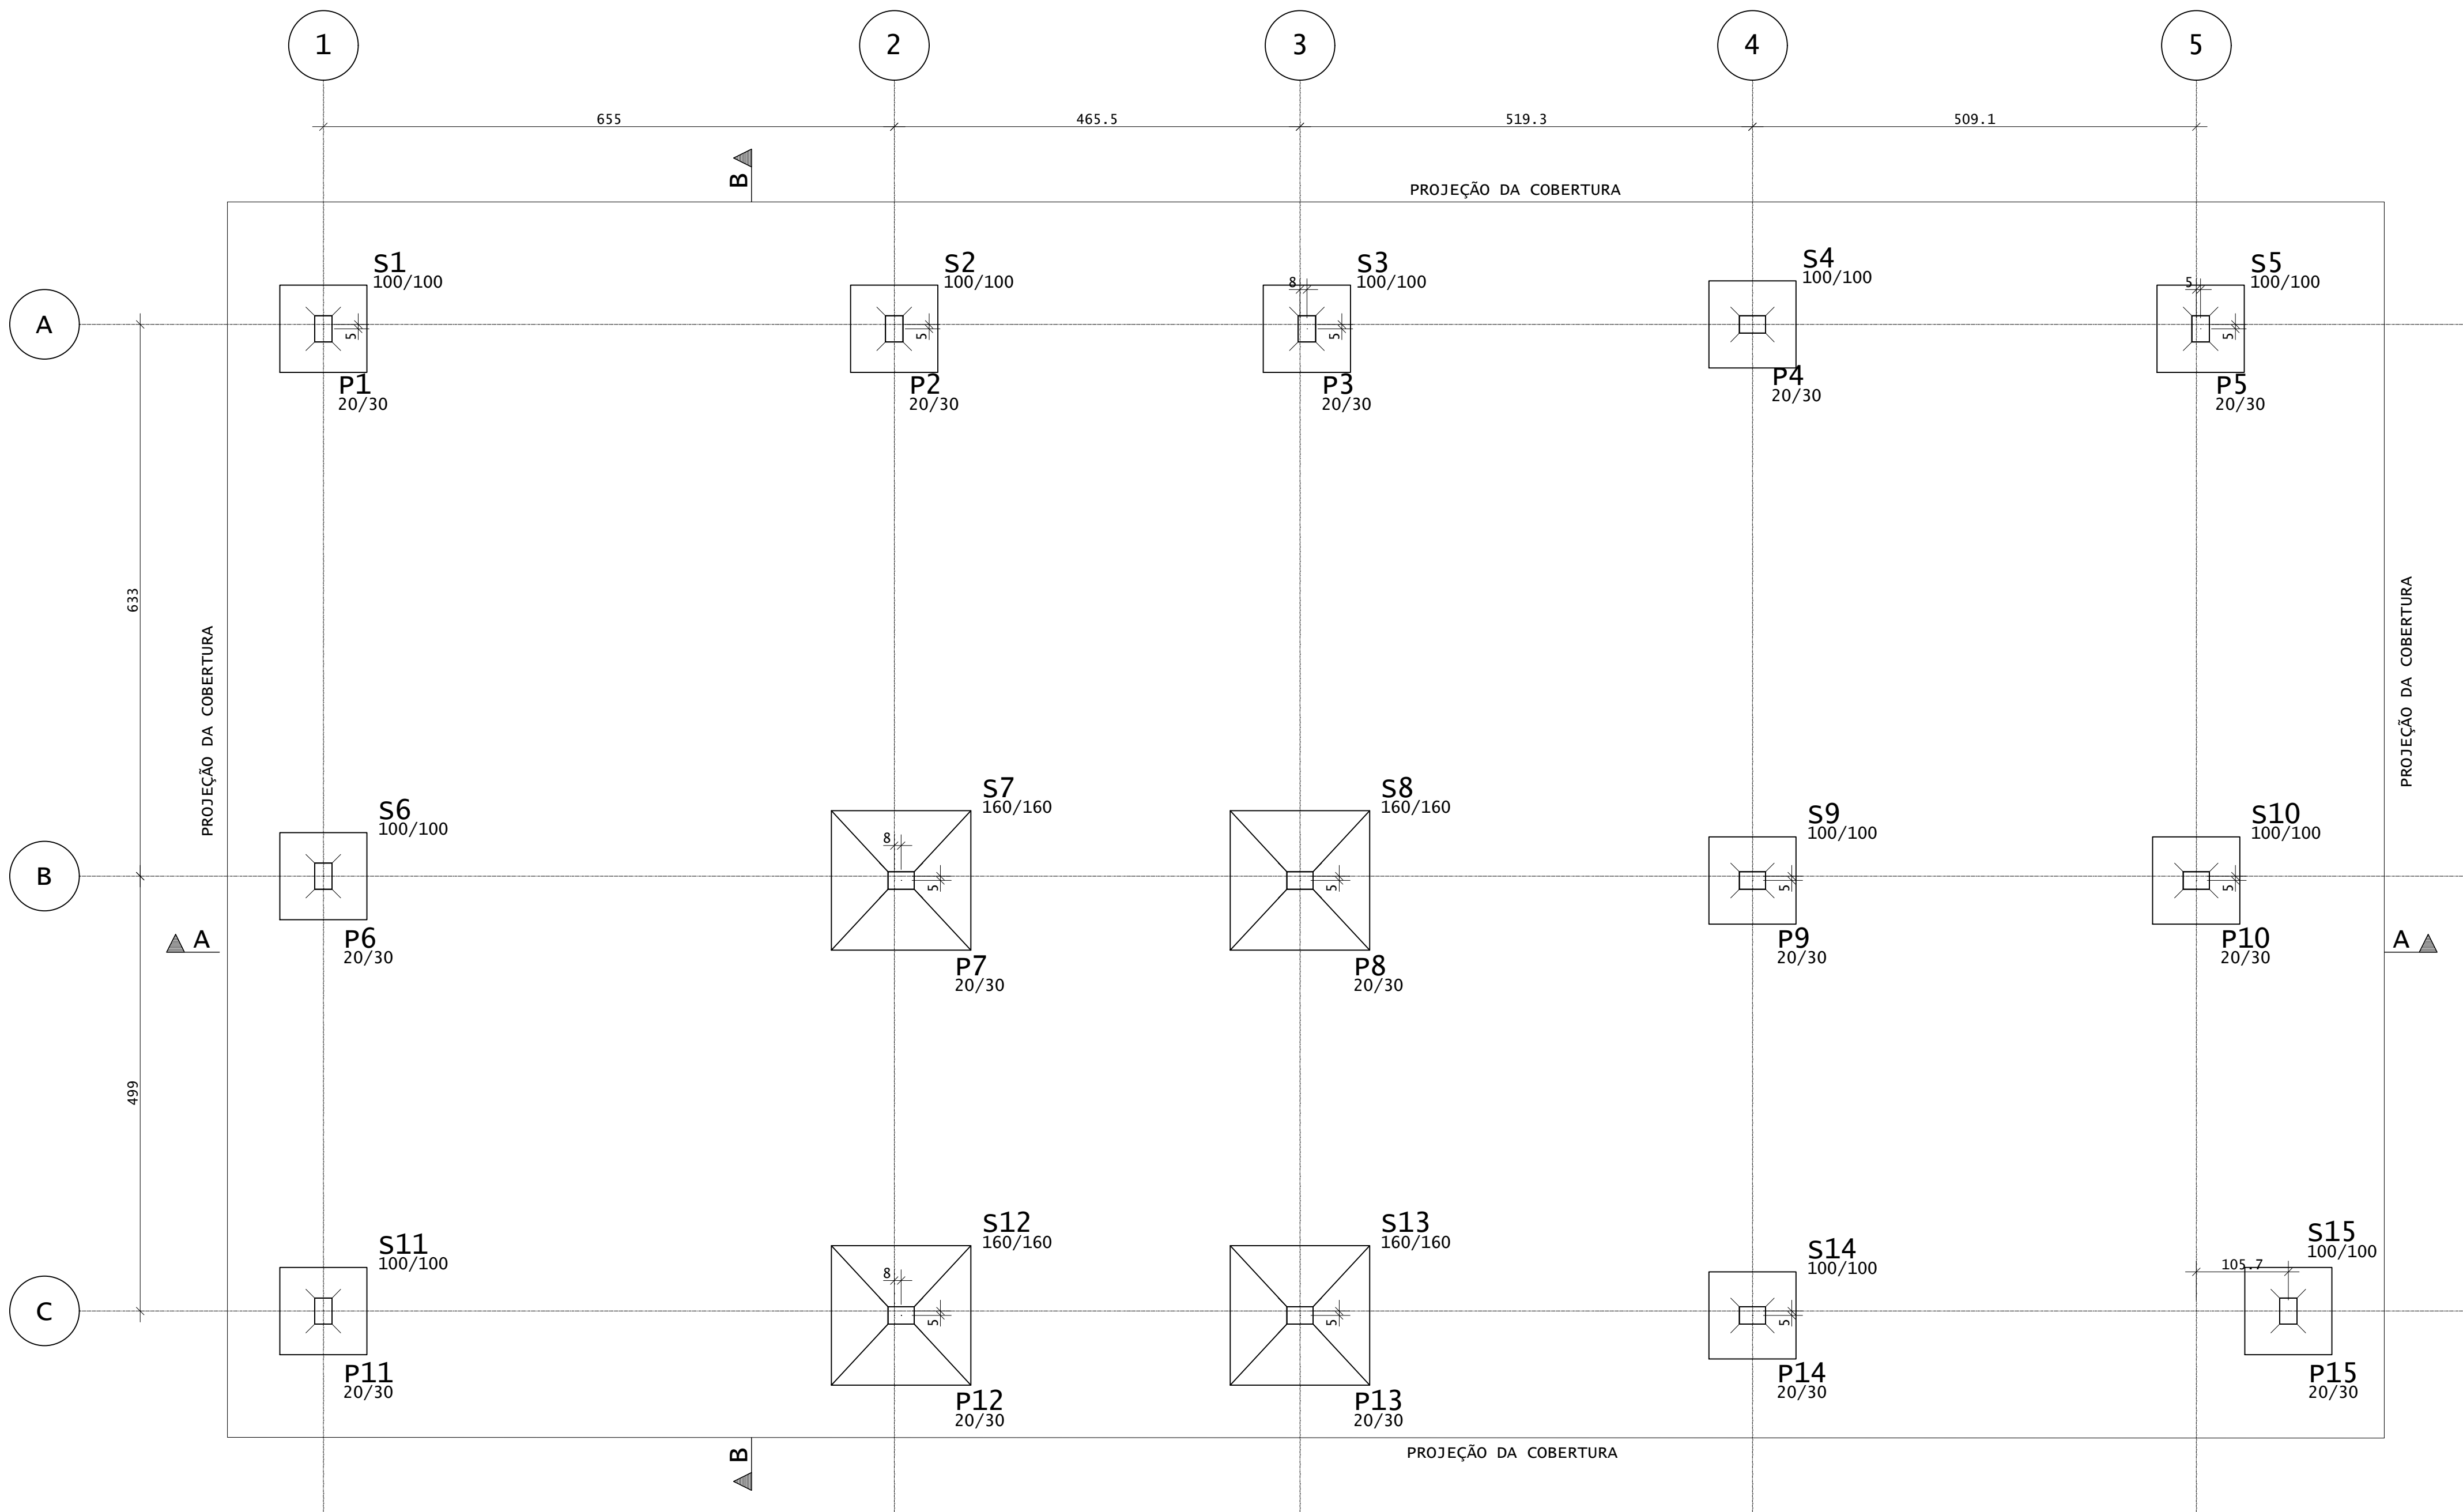 1
2
3
4
5
655
465.5
519.3
509.1
B
PROJEÇÃO DA COBERTURA
A
S1
100/100
5
P1
20/30
S2
100/100
5
P2
20/30
S3
100/100
8
5
P3
20/30
S4
100/100
P4
20/30
S5
100/100
5
5
P5
20/30
633
PROJEÇÃO DA COBERTURA
PROJEÇÃO DA COBERTURA
B
S6
100/100
P6
20/30
S7
160/160
8
5
P7
20/30
S8
160/160
5
P8
20/30
S9
100/100
5
P9
20/30
S10
100/100
5
P10
20/30
A
A
499
C
S11
100/100
P11
20/30
S12
160/160
8
5
P12
20/30
S13
160/160
5
P13
20/30
S14
100/100
5
P14
20/30
S15
100/100
105.7
P15
20/30
B
PROJEÇÃO DA COBERTURA